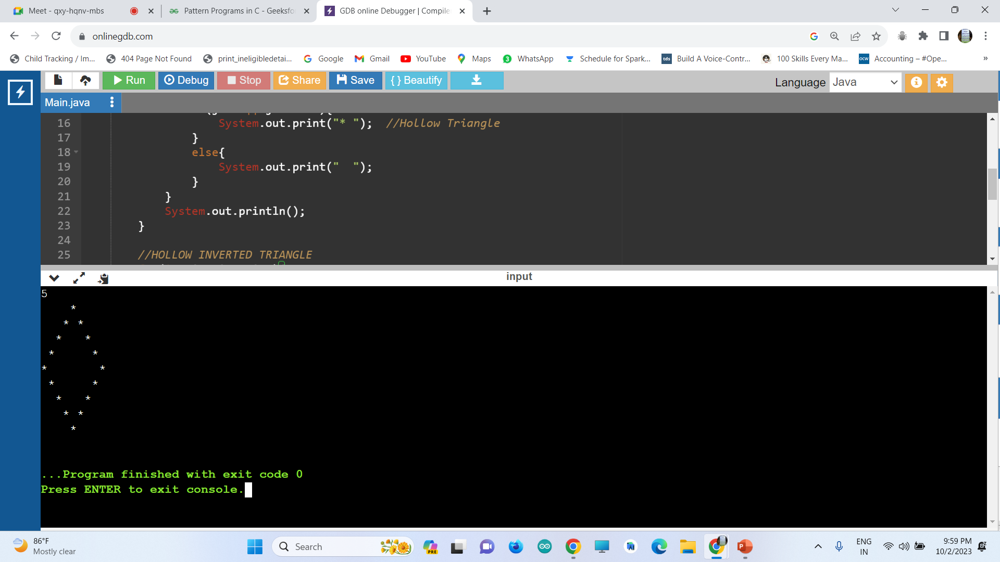 Meet - qxy-hqnv-mbs
Pattern Programs in C - Geeksfo
GDB online Debugger | Compile
onlinegdb.com
Child Tracking / Im...
404 Page Not Found
print_ineligibledetai...
Google
Gmail
YouTube
Maps
WhatsApp
Schedule for Spark...
Build A Voice-Contr...
100 Skills Every Ma...
Accounting – #Ope...
»
Run
Debug
Stop
Share
Save
{ } Beautify
Language Java
Main.java
16 System.out.print("* "); //Hollow Triangle
17 }
18 else{
19 System.out.print("  ");
20 }
21 }
22 System.out.println();
23 }
24
25 //HOLLOW INVERTED TRIANGLE
input
5
    *
   * *
  *   *
 *     *
*       *
 *     *
  *   *
   * *
    *
...Program finished with exit code 0
Press ENTER to exit console.
86°F
Mostly clear
Search
PRE
ENG
IN
9:59 PM
10/2/2023